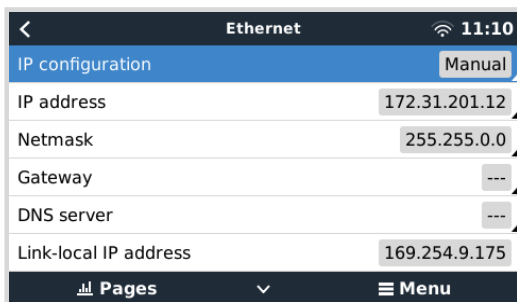 Ethernet 11:10
IP configuration Manual
IP address 172.31.201.12
Netmask 255.255.0.0
Gateway ---
DNS server ---
Link-local IP address 169.254.9.175
Pages Menu